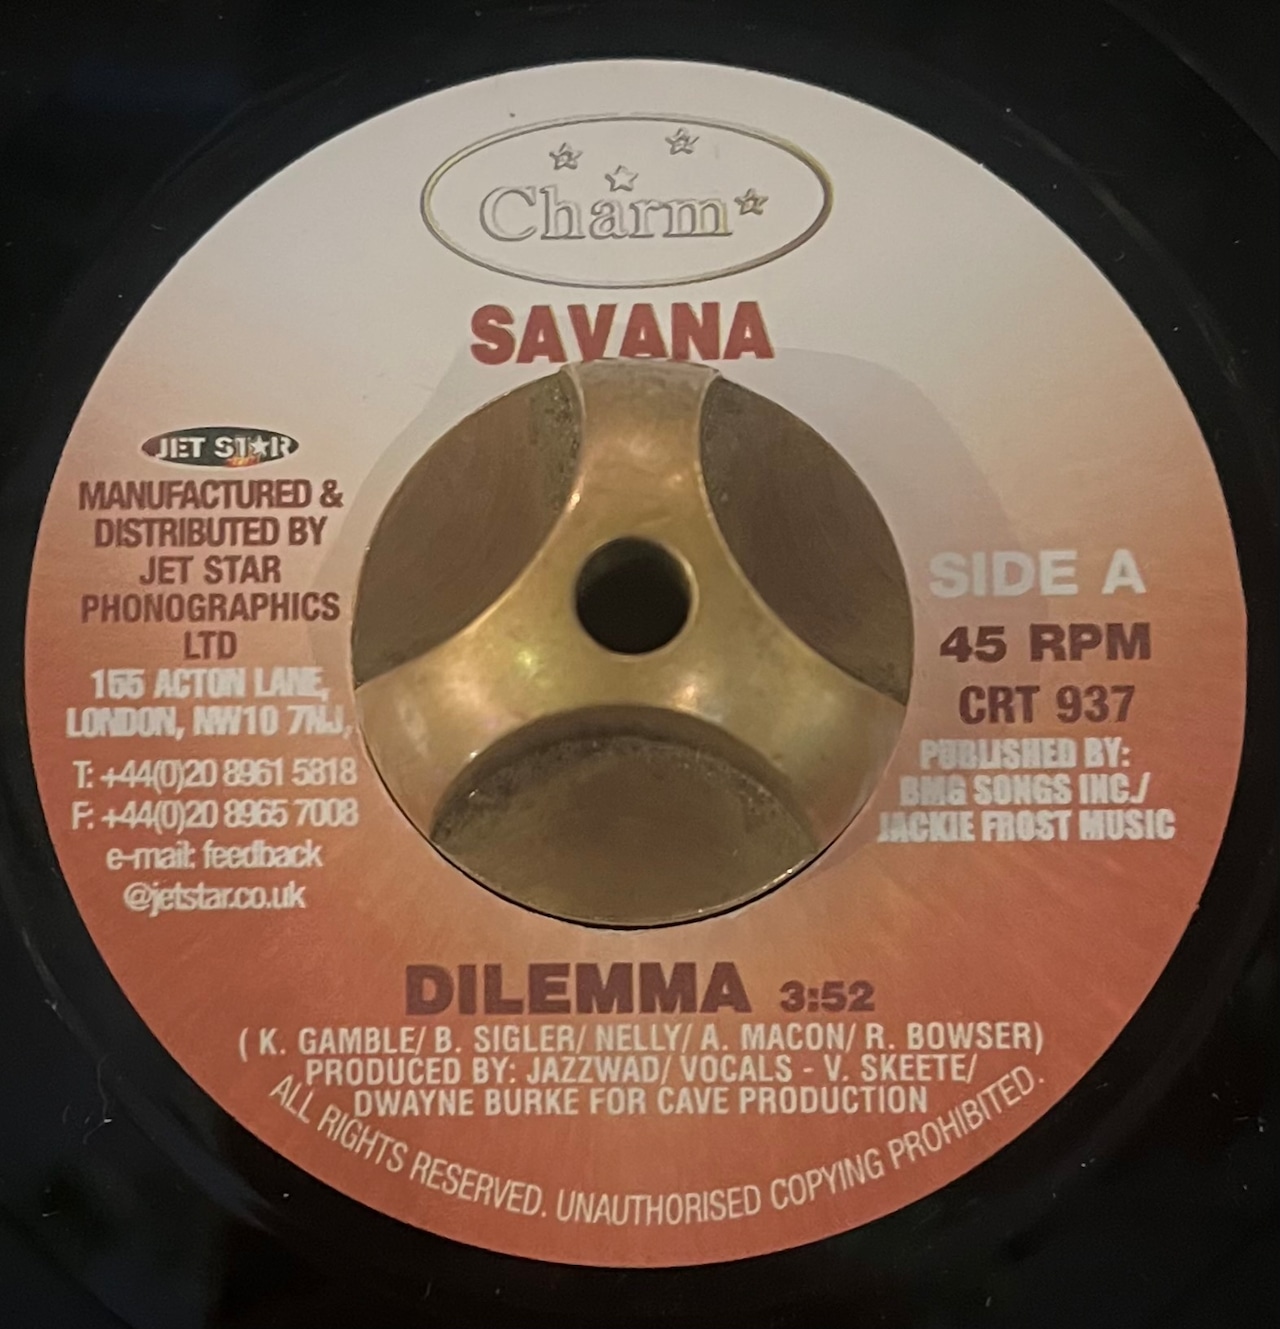 Charm
SAVANA
JET STAR
MANUFACTURED &
DISTRIBUTED BY
JET STAR
PHONOGRAPHICS
LTD
155 ACTON LANE,
LONDON, NW10 7NJ,
T: +44(0)20 8961 5818
F: +44(0)20 8965 7008
e-mail: feedback
@jetstar.co.uk
SIDE A
45 RPM
CRT 937
PUBLISHED BY:
BMG SONGS INC./
JACKIE FROST MUSIC
DILEMMA 3:52
( K. GAMBLE/ B. SIGLER/ NELLY/ A. MACON/ R. BOWSER)
PRODUCED BY: JAZZWAD/ VOCALS - V. SKEETE/
DWAYNE BURKE FOR CAVE PRODUCTION
ALL RIGHTS RESERVED. UNAUTHORISED COPYING PROHIBITED.